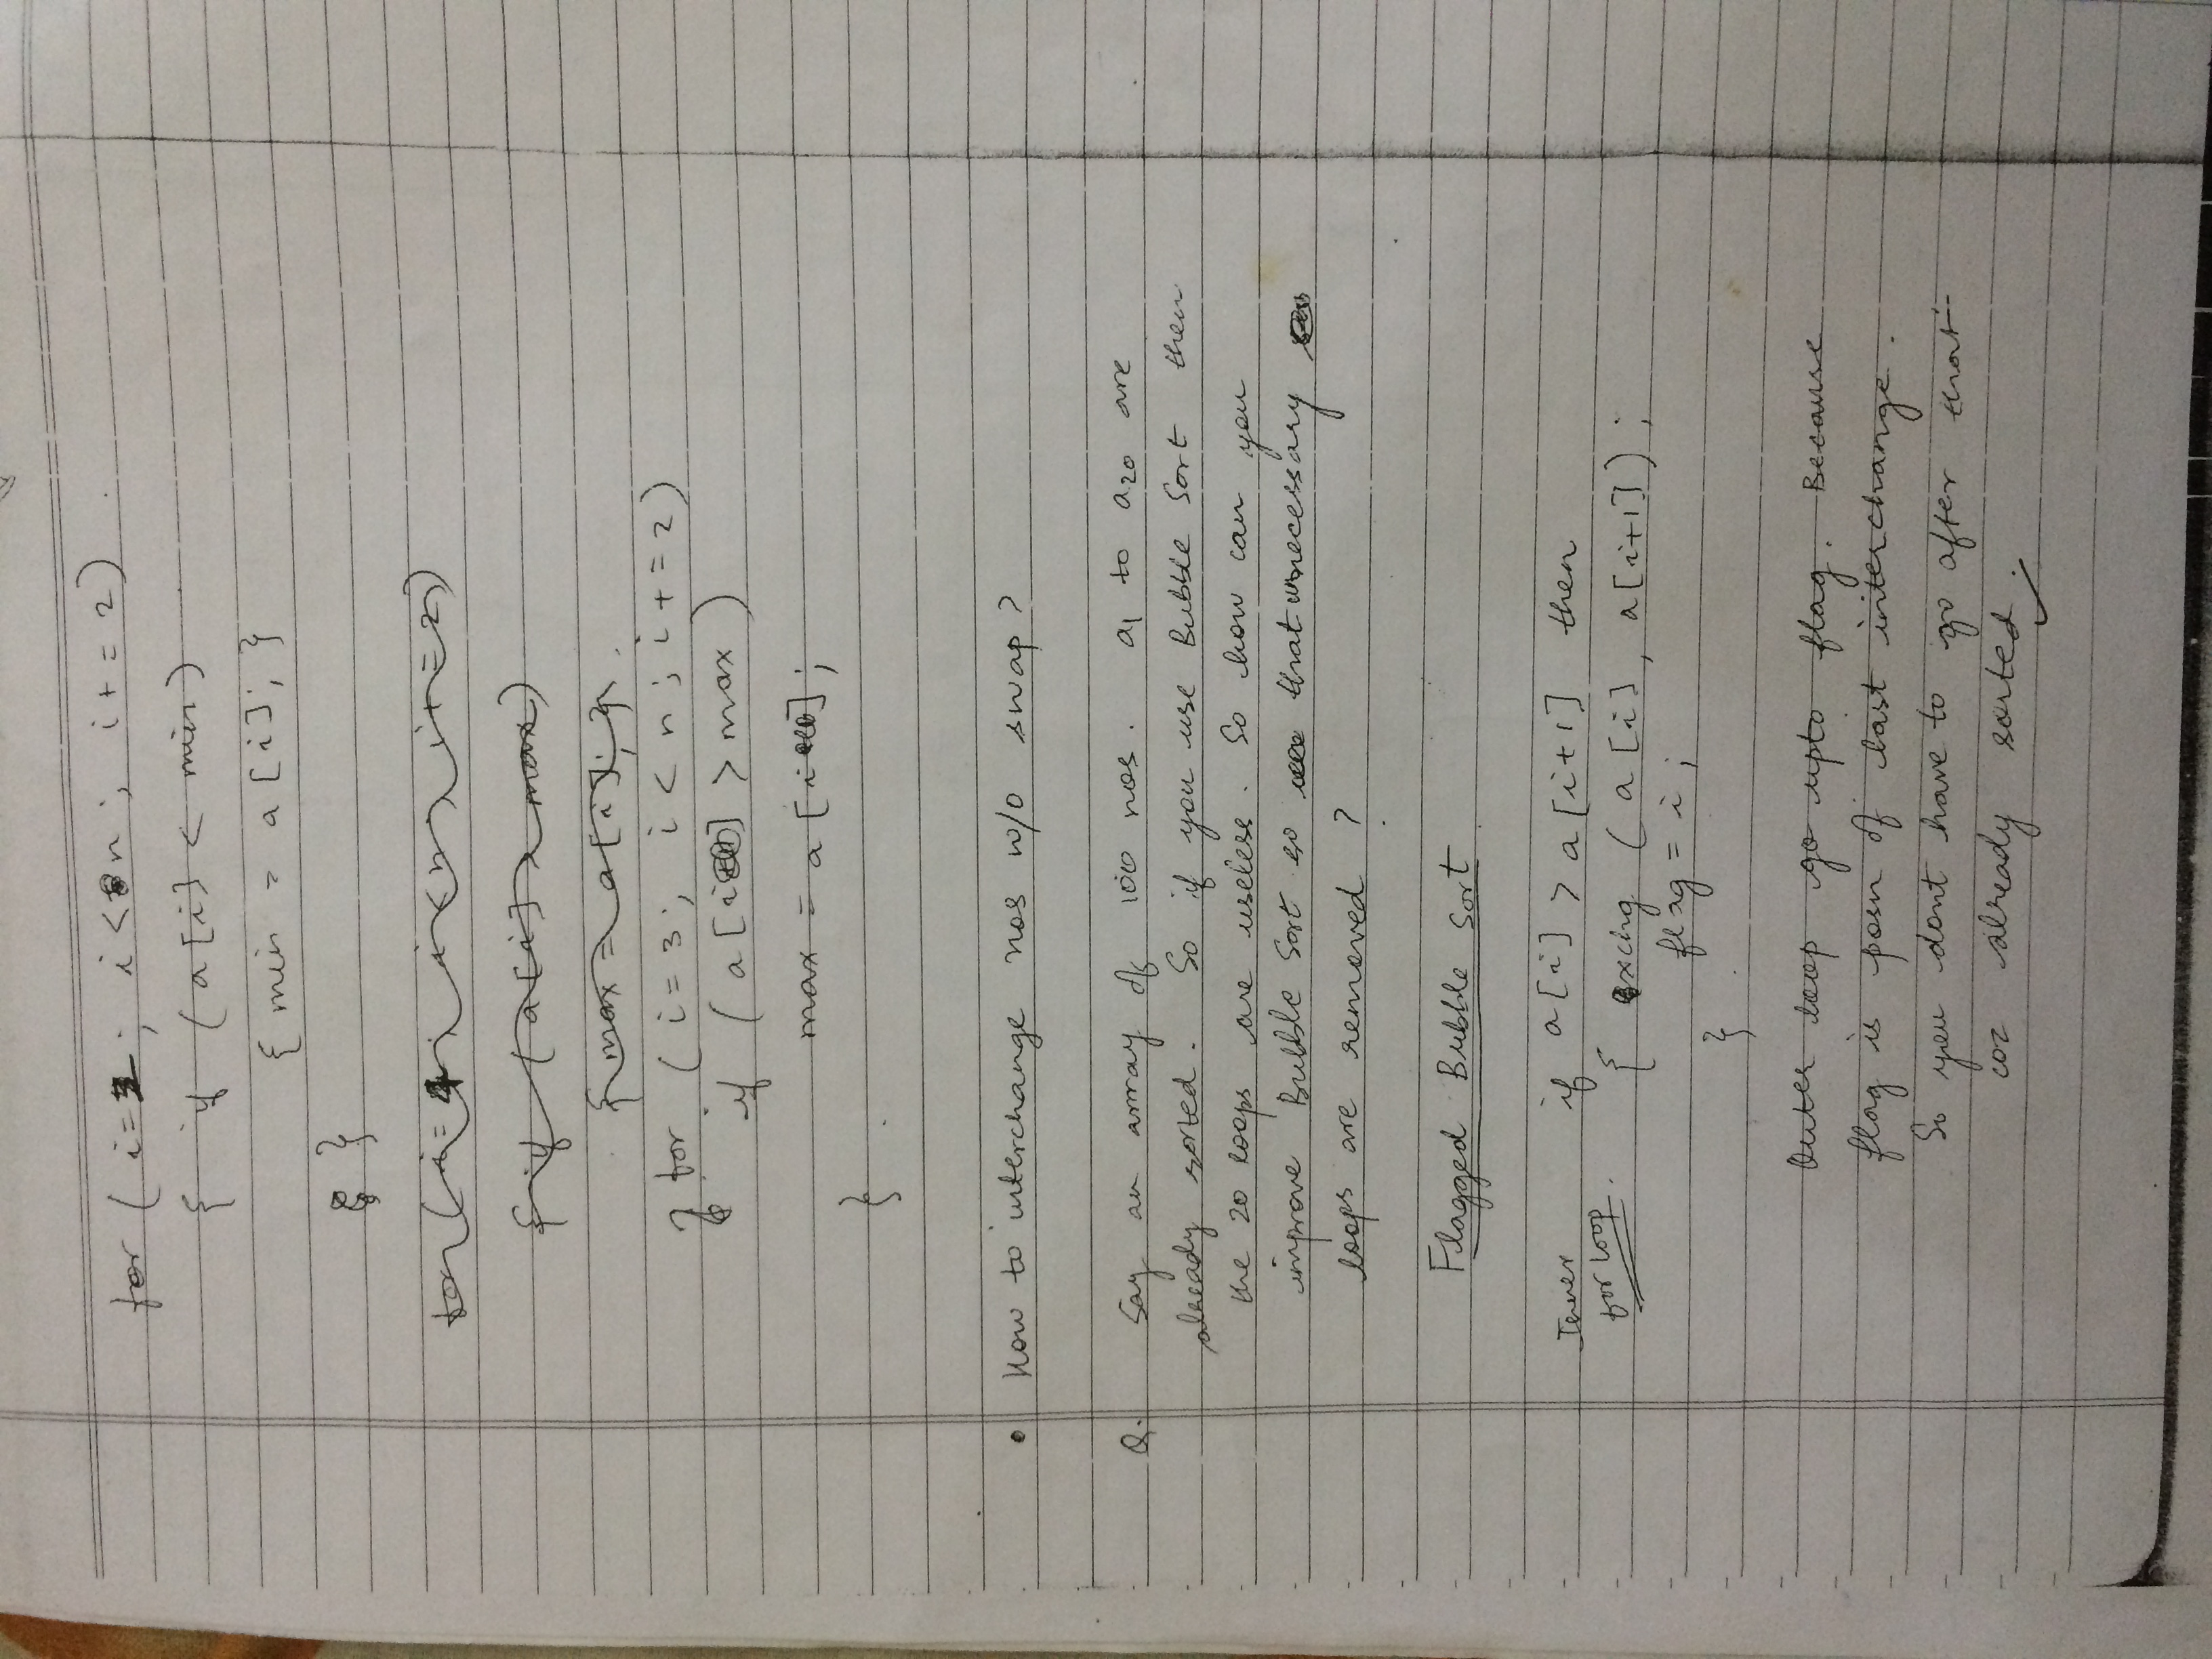 for ( i=2 ; i < n ; i + = 2 )
{ if ( a [i] < min )
{ min = a [i] ; }
}
for ( i= 4 ; i < n ; i + = 2 )
{ if ( a [i] > max )
{ max = a [i] ; }
} for ( i = 3 ; i < n ; i + = 2 )
if ( a [ i ] > max )
max = a [ i ] ;
}
• How to interchange nos w/o swap ?
Q. Say an array of 100 nos. a1 to a20 are
already sorted. So if you use Bubble Sort then
the 20 loops are useless. So how can you
improve Bubble Sort so that unnecessary
loops are removed ?
Flagged Bubble Sort
Inner if a [i] > a [i+1] then
for loop. { exchg ( a [i] , a [i+1] ) ;
flag = i ;
}
Outer loop go upto flag. Because
flag is posn of last interchange.
So you dont have to go after that
coz already sorted.